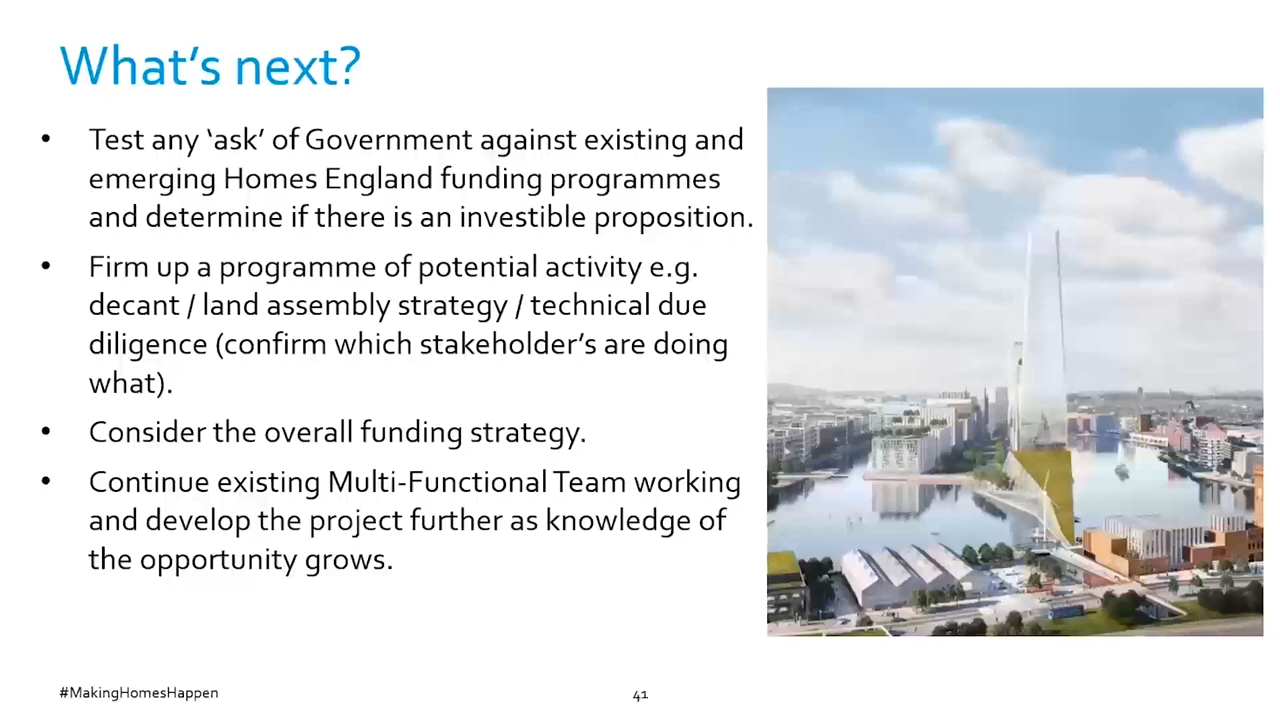 What's next?
• Test any ‘ask’ of Government against existing and
emerging Homes England funding programmes
and determine if there is an investible proposition.
• Firm up a programme of potential activity e.g.
decant / land assembly strategy / technical due
diligence (confirm which stakeholder’s are doing
what).
• Consider the overall funding strategy.
• Continue existing Multi-Functional Team working
and develop the project further as knowledge of
the opportunity grows.
#MakingHomesHappen
41